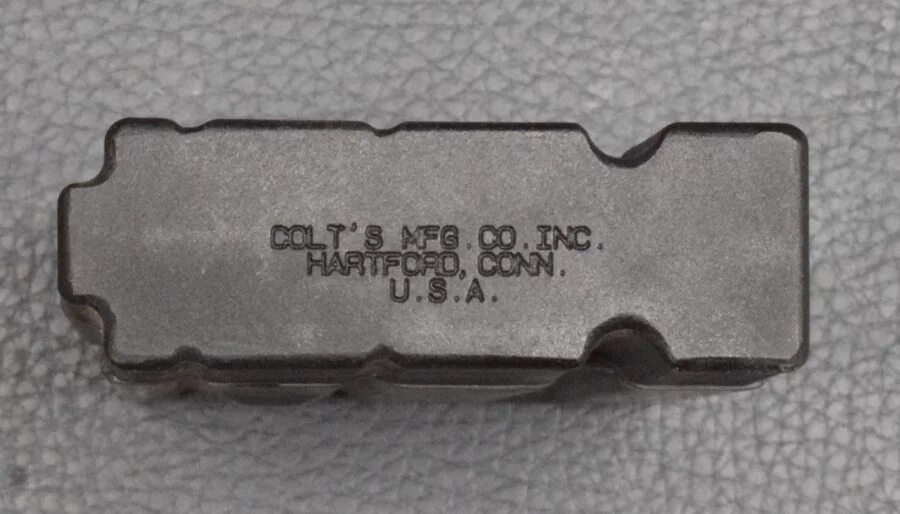 COLT'S MFG. CO. INC.
HARTFORD, CONN.
U.S.A.